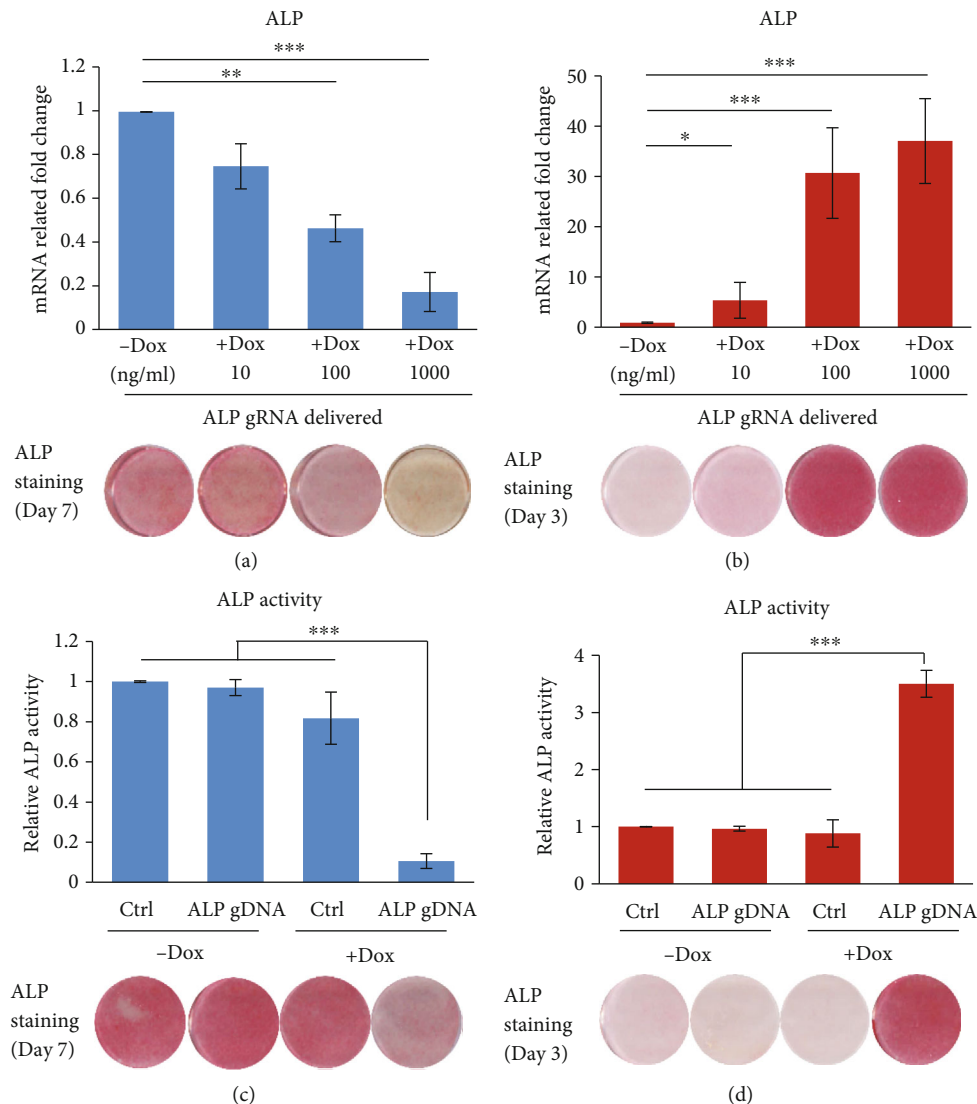 ALP
***
**
mRNA related fold change
1.2
1
0.8
0.6
0.4
0.2
0
–Dox +Dox +Dox +Dox
(ng/ml) 10 100 1000
ALP gRNA delivered
ALP
staining
(Day 7)
(a)
ALP
***
***
*
mRNA related fold change
50
40
30
20
10
0
–Dox +Dox +Dox +Dox
(ng/ml) 10 100 1000
ALP gRNA delivered
ALP
staining
(Day 3)
(b)
ALP activity
***
Relative ALP activity
1.2
1
0.8
0.6
0.4
0.2
0
Ctrl ALP gDNA Ctrl ALP gDNA
–Dox +Dox
ALP
staining
(Day 7)
(c)
ALP activity
***
Relative ALP activity
4
3
2
1
0
Ctrl ALP gDNA Ctrl ALP gDNA
–Dox +Dox
ALP
staining
(Day 3)
(d)